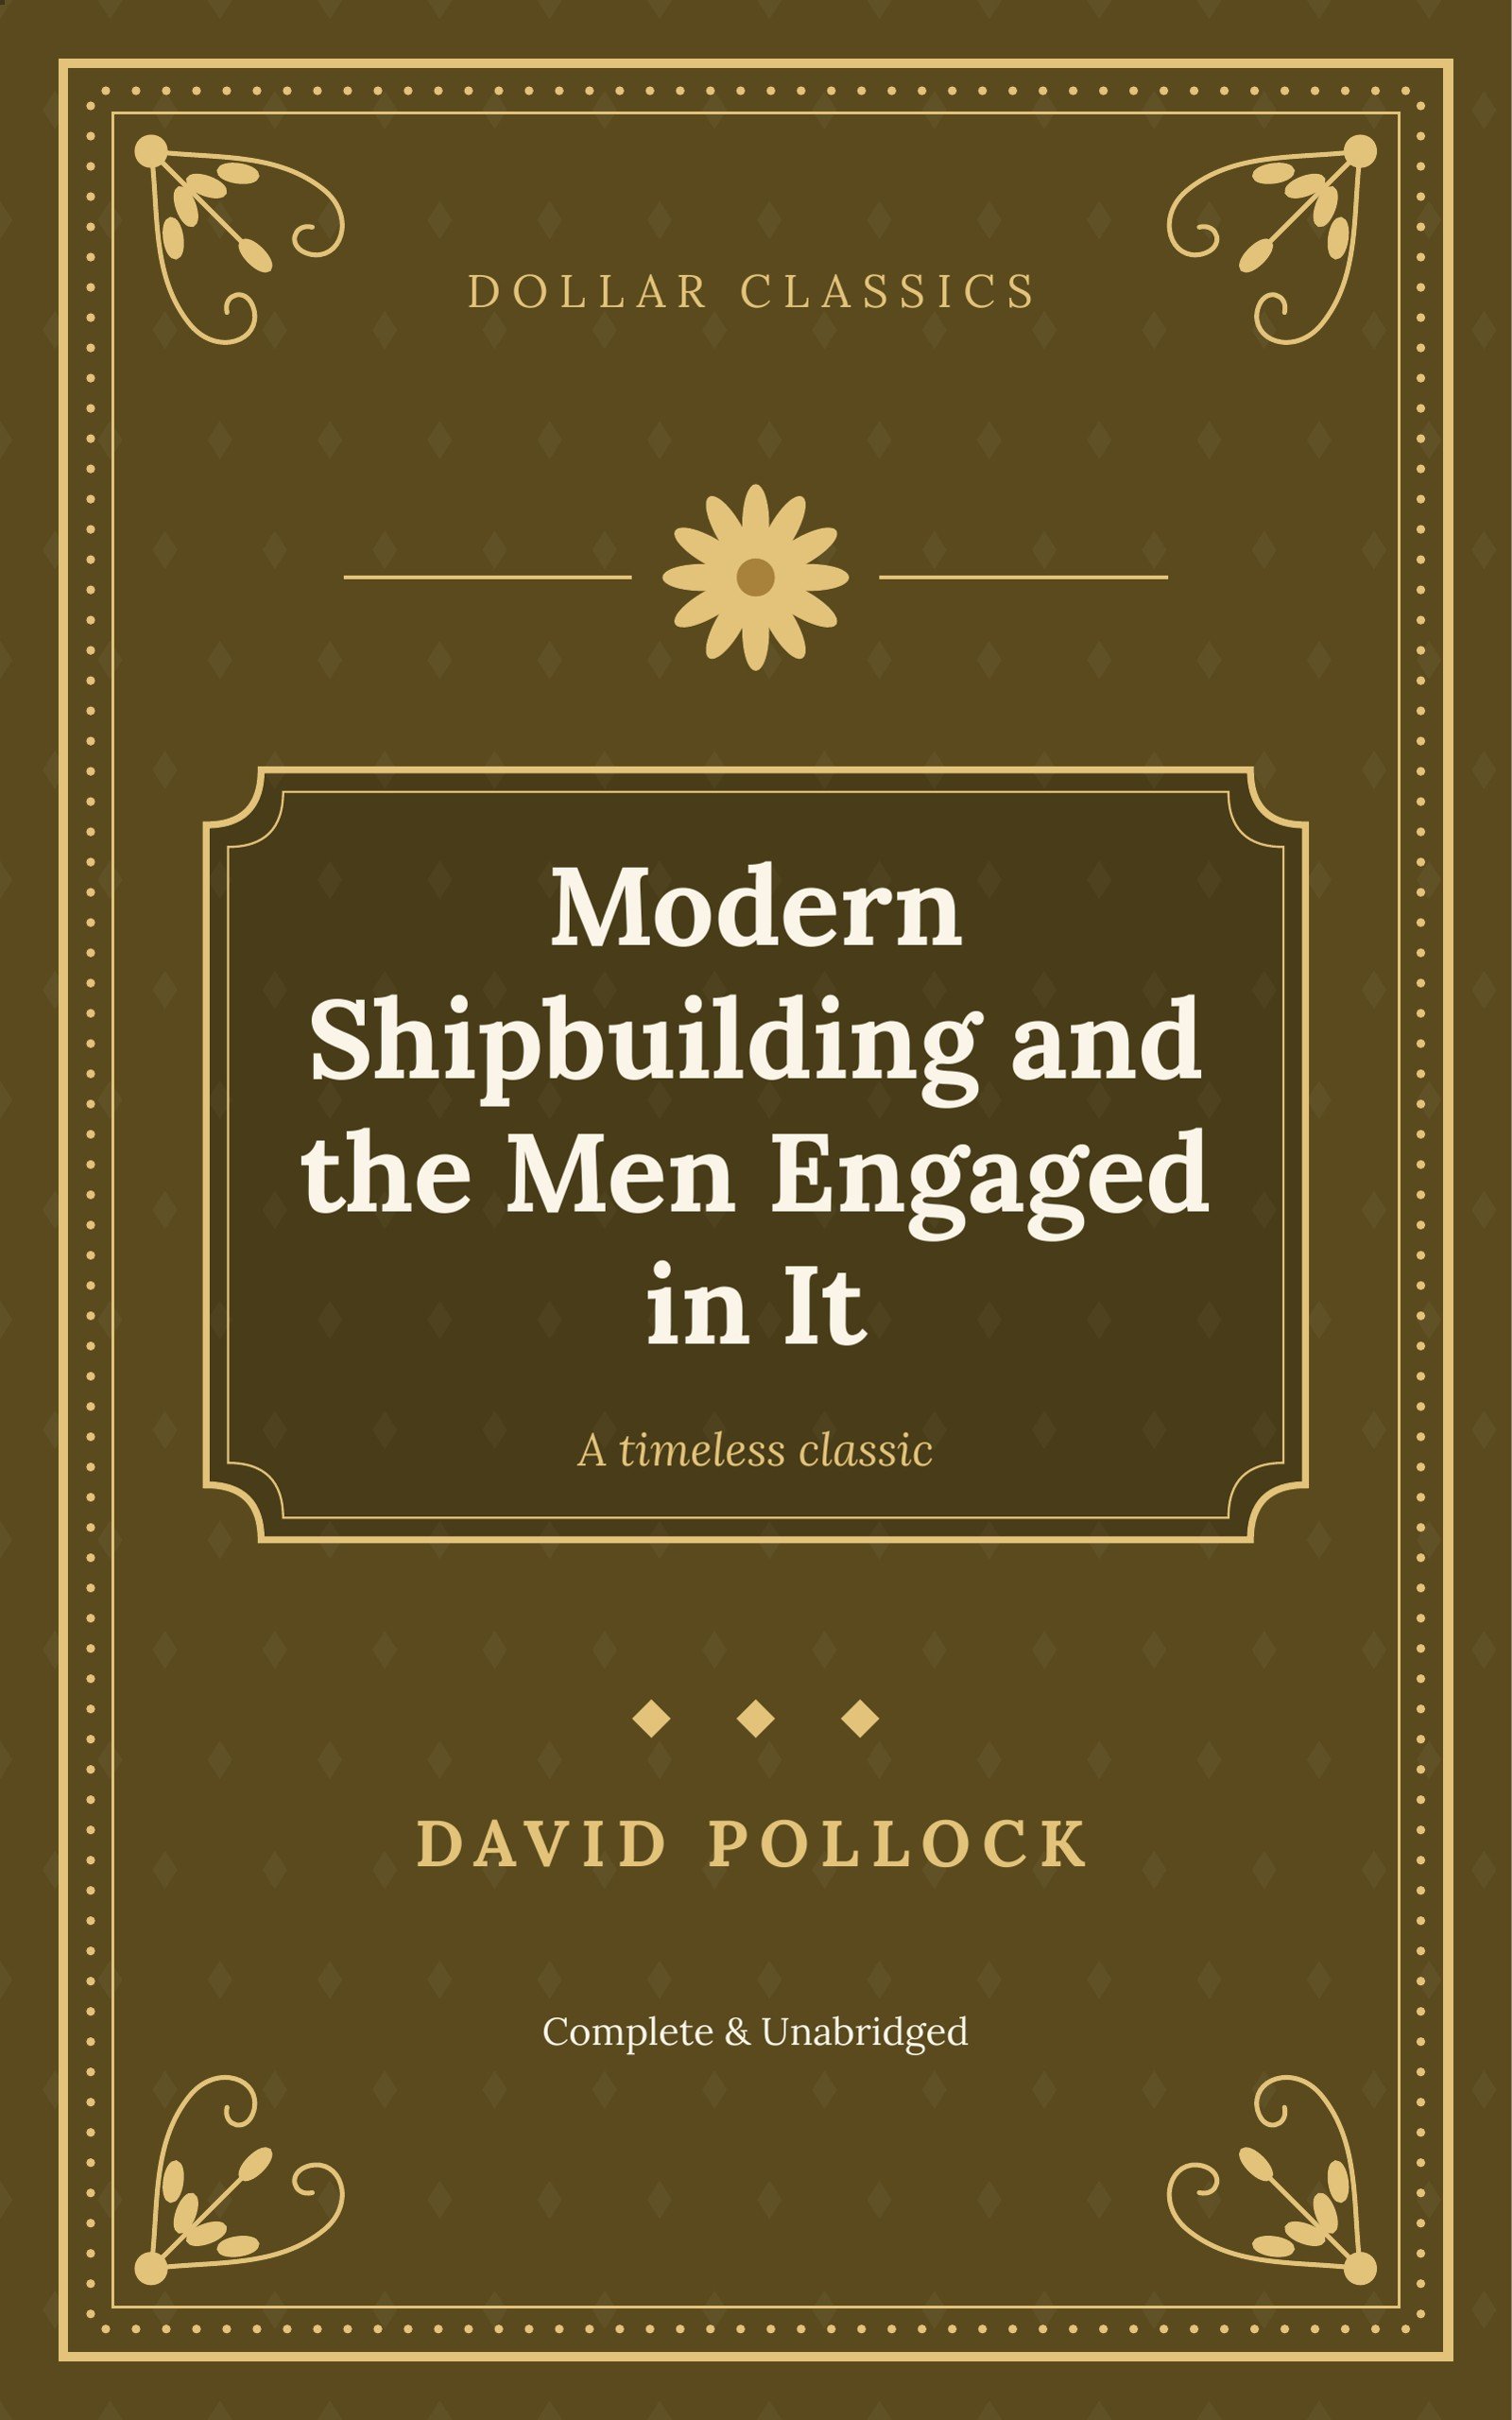 DOLLAR CLASSICS
Modern
Shipbuilding and
the Men Engaged
in It
A timeless classic
DAVID POLLOCK
Complete & Unabridged